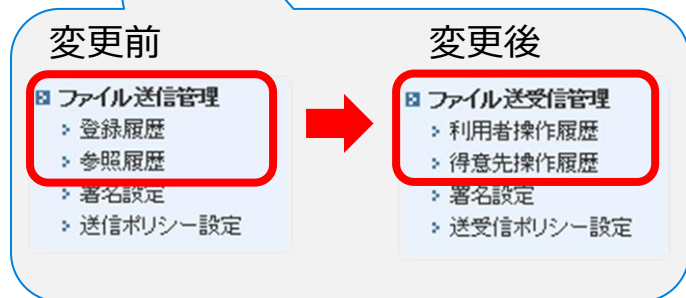 変更前
ファイル送信管理
登録履歴
参照履歴
署名設定
送信ポリシー設定
変更後
ファイル送受信管理
利用者操作履歴
得意先操作履歴
署名設定
送受信ポリシー設定